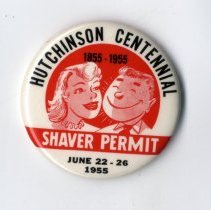 HUTCHINSON CENTENNIAL
1855-1955
SHAVER PERMIT
JUNE 22-26
1955